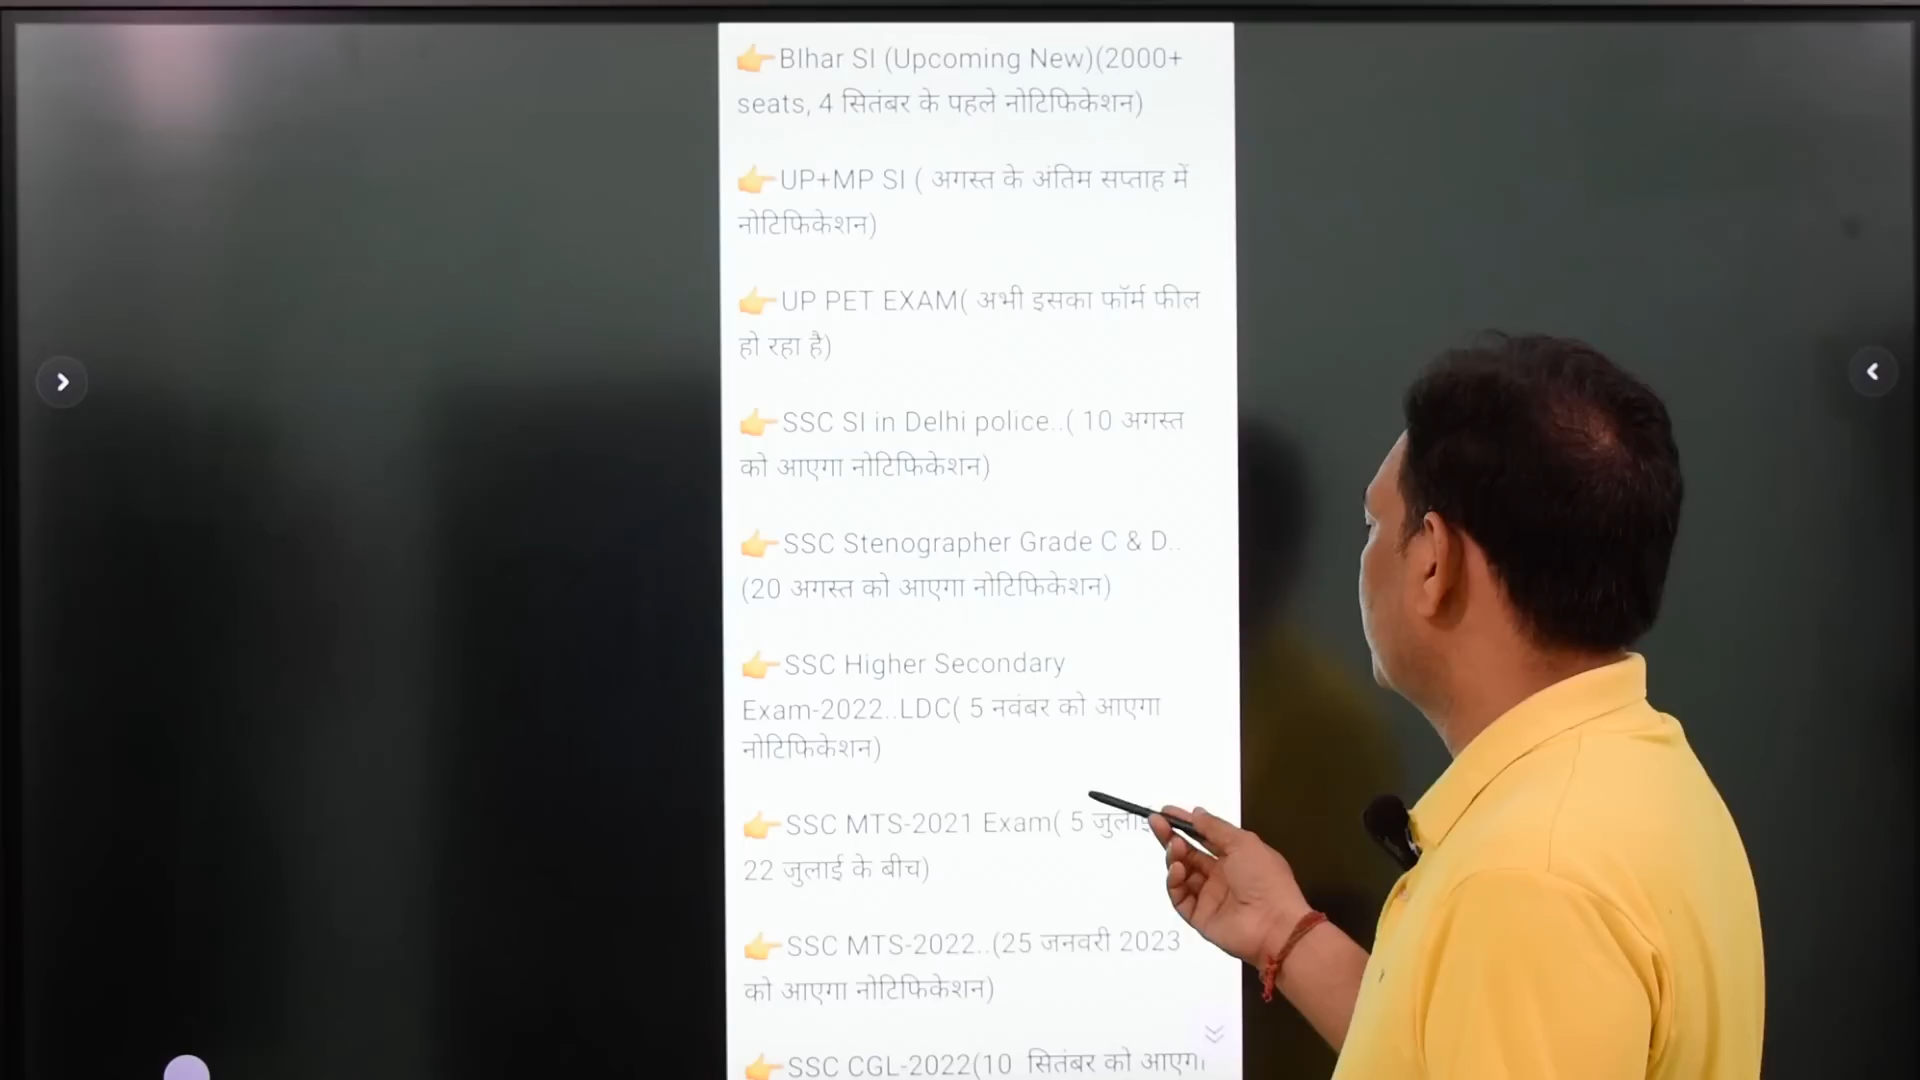 👉BIhar SI (Upcoming New)(2000+
seats, 4 सितंबर के पहले नोटिफिकेशन)
👉UP+MP SI ( अगस्त के अंतिम सप्ताह में
नोटिफिकेशन)
👉UP PET EXAM( अभी इसका फॉर्म फील
हो रहा है)
👉SSC SI in Delhi police..( 10 अगस्त
को आएगा नोटिफिकेशन)
👉SSC Stenographer Grade C & D..
(20 अगस्त को आएगा नोटिफिकेशन)
👉SSC Higher Secondary
Exam-2022..LDC( 5 नवंबर को आएगा
नोटिफिकेशन)
👉SSC MTS-2021 Exam( 5 जुलाई
22 जुलाई के बीच)
👉SSC MTS-2022..(25 जनवरी 2023
को आएगा नोटिफिकेशन)
👉SSC CGL-2022(10 सितंबर को आएगा